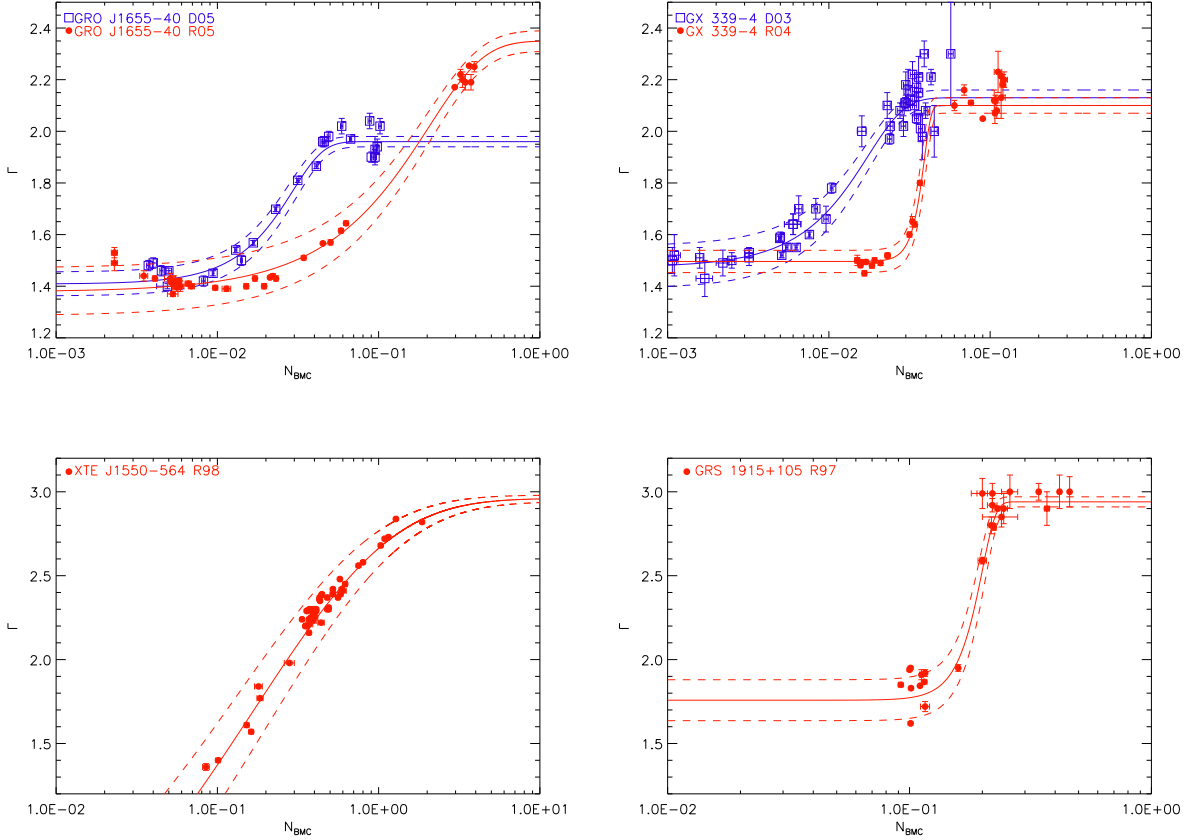 GRO J1655-40 D05
GRO J1655-40 R05
2.4
2.2
2.0
1.8
1.6
1.4
1.2
Γ
1.0E-03
1.0E-02
1.0E-01
1.0E+00
N_BMC
GX 339-4 D03
GX 339-4 R04
2.4
2.2
2.0
1.8
1.6
1.4
1.2
Γ
1.0E-03
1.0E-02
1.0E-01
1.0E+00
N_BMC
XTE J1550-564 R98
3.0
2.5
2.0
1.5
Γ
1.0E-02
1.0E-01
1.0E+00
1.0E+01
N_BMC
GRS 1915+105 R97
3.0
2.5
2.0
1.5
Γ
1.0E-02
1.0E-01
1.0E+00
N_BMC